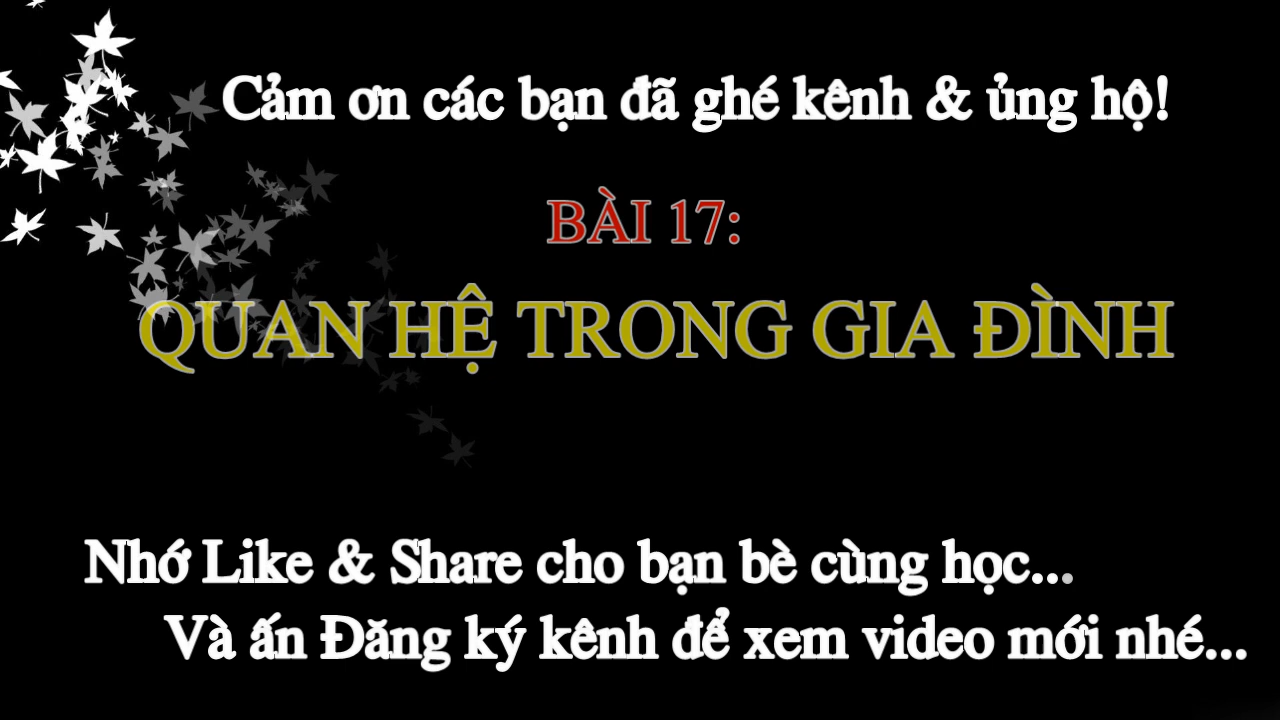 Cảm ơn các bạn đã ghé kênh & ủng hộ!
BÀI 17:
QUAN HỆ TRONG GIA ĐÌNH
Nhớ Like & Share cho bạn bè cùng học...
Và ấn Đăng ký kênh để xem video mới nhé...